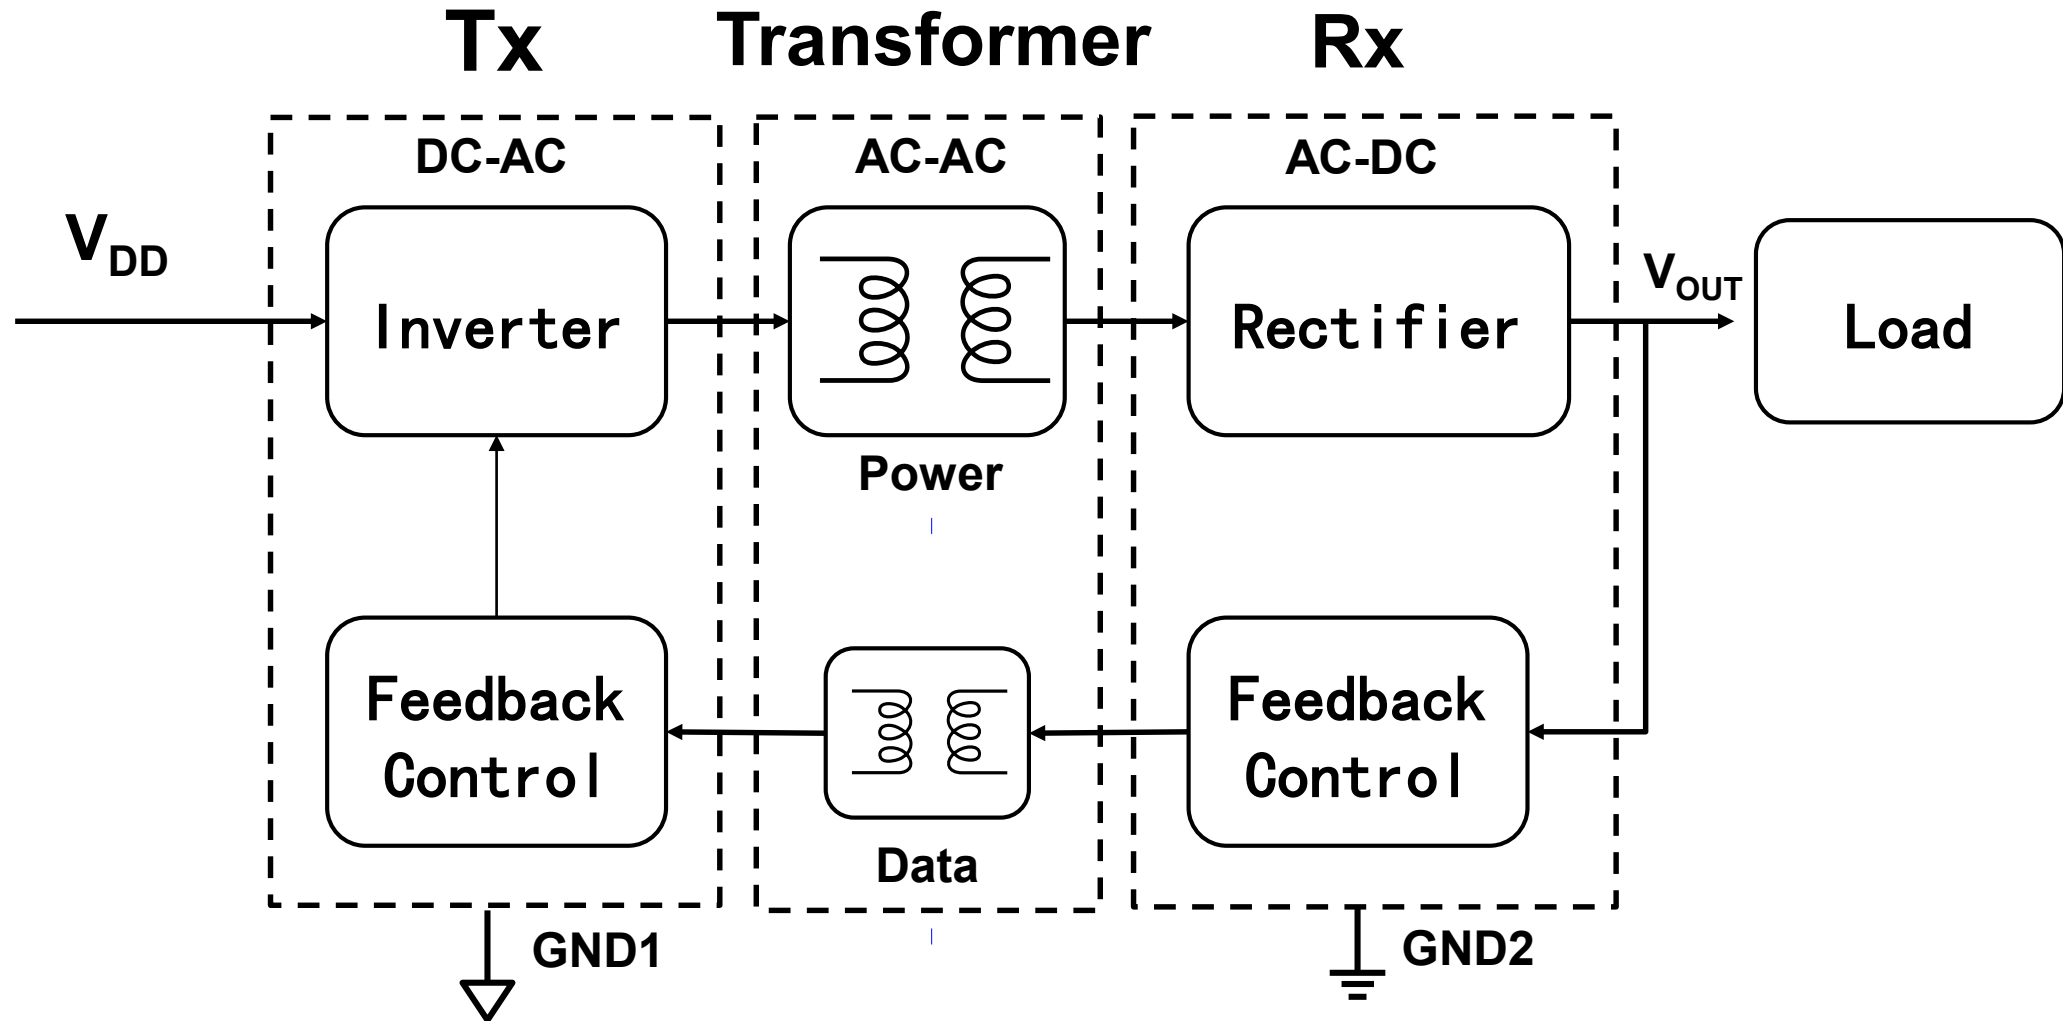 Tx
Transformer
Rx
DC-AC
AC-AC
AC-DC
VDD
Inverter
Rectifier
VOUT
Load
Power
Feedback
Control
Feedback
Control
Data
GND1
GND2